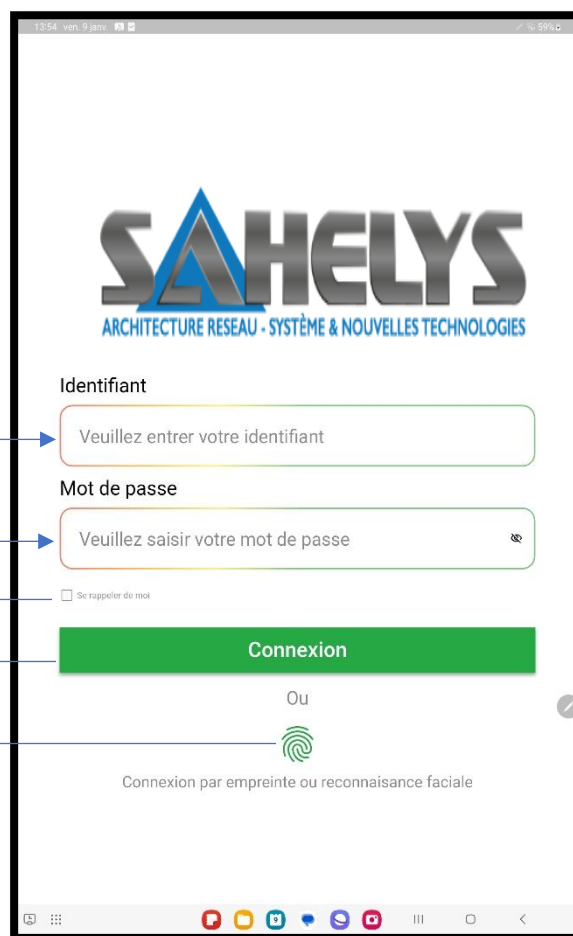 13:54 ven. 9 janv.
59%
SAHELYS
ARCHITECTURE RESEAU - SYSTÈME & NOUVELLES TECHNOLOGIES
Identifiant
Veuillez entrer votre identifiant
Mot de passe
Veuillez saisir votre mot de passe
Se rappeler de moi
Connexion
Ou
Connexion par empreinte ou reconnaisance faciale
9